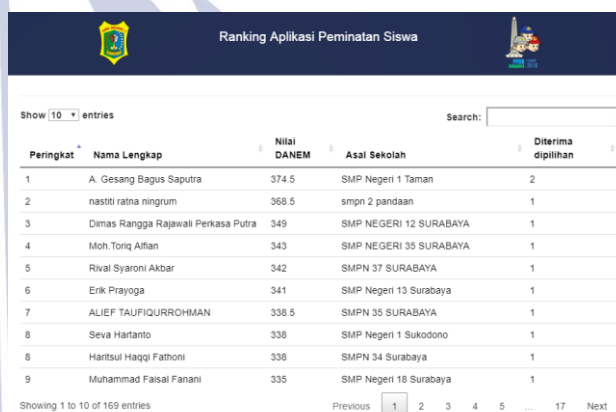 Ranking Aplikasi Peminatan Siswa
Show 10 entries
Search:
Peringkat Nama Lengkap Nilai DANEM Asal Sekolah Diterima dipilihan
1 A. Gesang Bagus Saputra 374.5 SMP Negeri 1 Taman 2
2 nastiti ratna ningrum 368.5 smpn 2 pandaan 1
3 Dimas Rangga Rajawali Perkasa Putra 349 SMP NEGERI 12 SURABAYA 1
4 Moh.Toriq Alfian 343 SMP NEGERI 35 SURABAYA 1
5 Rival Syaroni Akbar 342 SMPN 37 SURABAYA 1
6 Erik Prayoga 341 SMP Negeri 13 Surabaya 1
7 ALIEF TAUFIQURROHMAN 338.5 SMPN 35 SURABAYA 1
8 Seva Hartanto 338 SMP Negeri 1 Sukodono 1
8 Haritsul Haqqi Fathoni 338 SMPN 34 Surabaya 1
9 Muhammad Faisal Fanani 335 SMP Negeri 18 Surabaya 1
Showing 1 to 10 of 169 entries
Previous 1 2 3 4 5 ... 17 Next